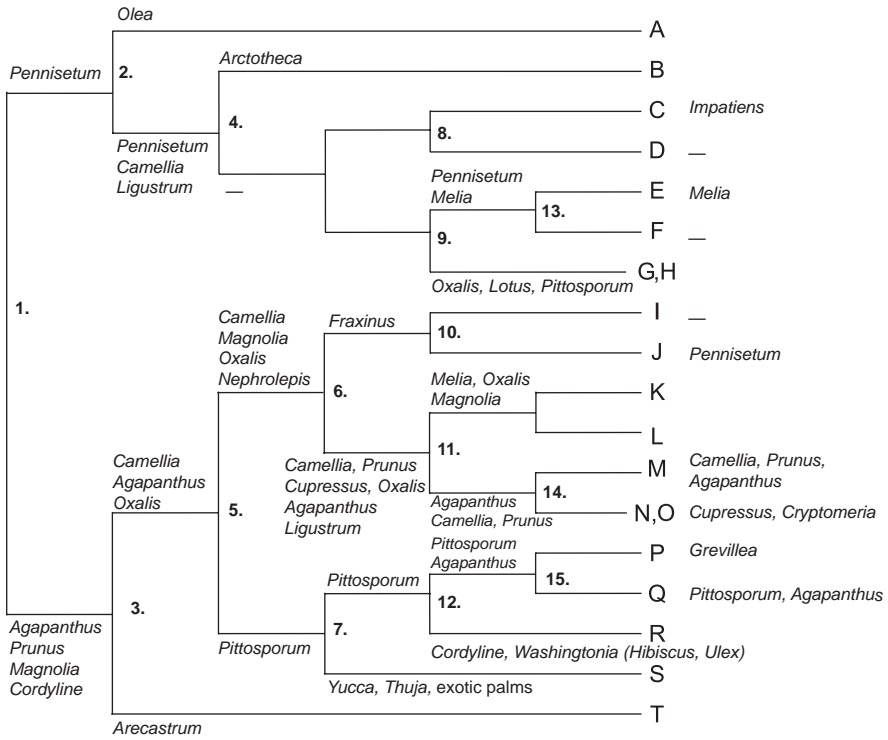 Olea
A
Pennisetum
2.
Arctotheca
B
4.
C
Impatiens
8.
D
—
Pennisetum
Camellia
Ligustrum
—
Pennisetum
Melia
E
Melia
13.
F
—
9.
G,H
Oxalis, Lotus, Pittosporum
1.
Camellia
Magnolia
Oxalis
Nephrolepis
Fraxinus
I
—
10.
J
Pennisetum
6.
Melia, Oxalis
Magnolia
K
11.
L
Camellia
Agapanthus
Oxalis
5.
Camellia, Prunus
Cupressus, Oxalis
Agapanthus
Ligustrum
M
Camellia, Prunus,
Agapanthus
14.
Agapanthus
Camellia, Prunus
N,O
Cupressus, Cryptomeria
3.
Pittosporum
Agapanthus
P
Grevillea
15.
Pittosporum
12.
Q
Pittosporum, Agapanthus
7.
R
Agapanthus
Prunus
Magnolia
Cordyline
Pittosporum
Cordyline, Washingtonia (Hibiscus, Ulex)
S
Yucca, Thuja, exotic palms
T
Arecastrum